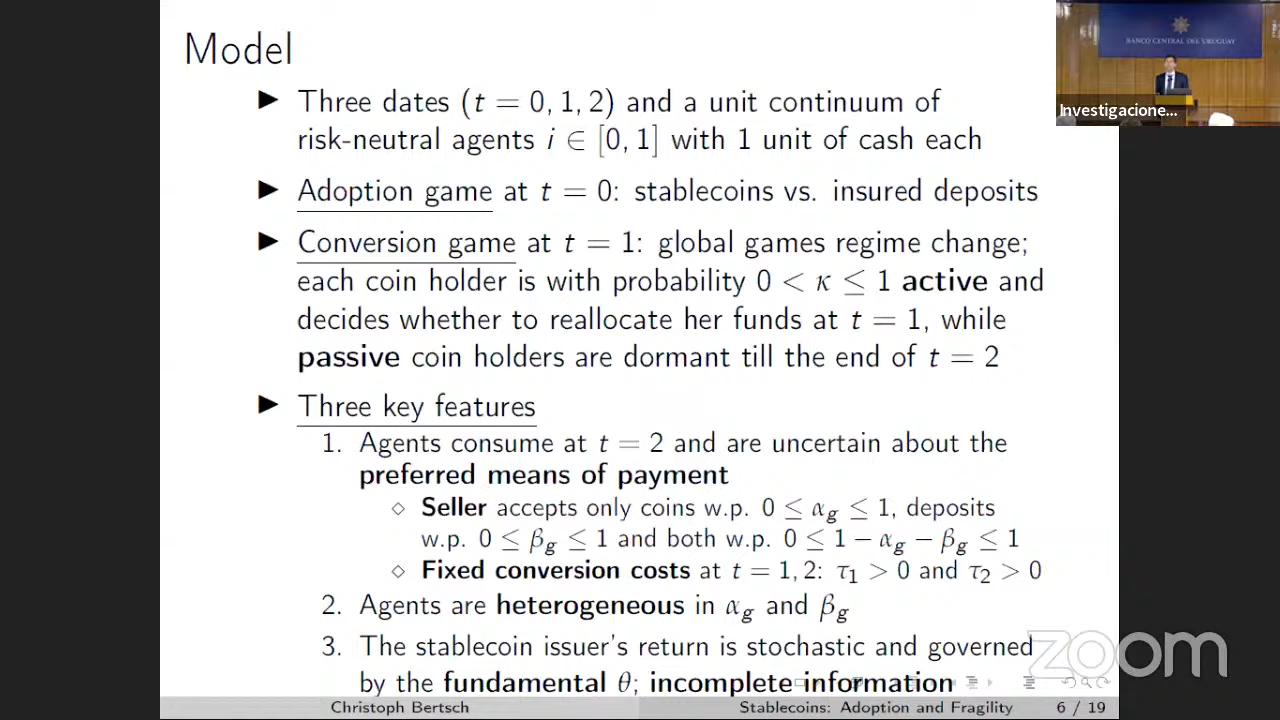 Model
▶ Three dates (t = 0, 1, 2) and a unit continuum of
risk-neutral agents i ∈ [0, 1] with 1 unit of cash each
▶ Adoption game at t = 0: stablecoins vs. insured deposits
▶ Conversion game at t = 1: global games regime change;
each coin holder is with probability 0 < κ ≤ 1 active and
decides whether to reallocate her funds at t = 1, while
passive coin holders are dormant till the end of t = 2
▶ Three key features
1. Agents consume at t = 2 and are uncertain about the
preferred means of payment
◇ Seller accepts only coins w.p. 0 ≤ α_g ≤ 1, deposits
w.p. 0 ≤ β_g ≤ 1 and both w.p. 0 ≤ 1 − α_g − β_g ≤ 1
◇ Fixed conversion costs at t = 1, 2: τ₁ > 0 and τ₂ > 0
2. Agents are heterogeneous in α_g and β_g
3. The stablecoin issuer's return is stochastic and governed
by the fundamental θ; incomplete information
Christoph Bertsch
Stablecoins: Adoption and Fragility
6 / 19
BANCO CENTRAL DEL URUGUAY
Investigacione...
zoom